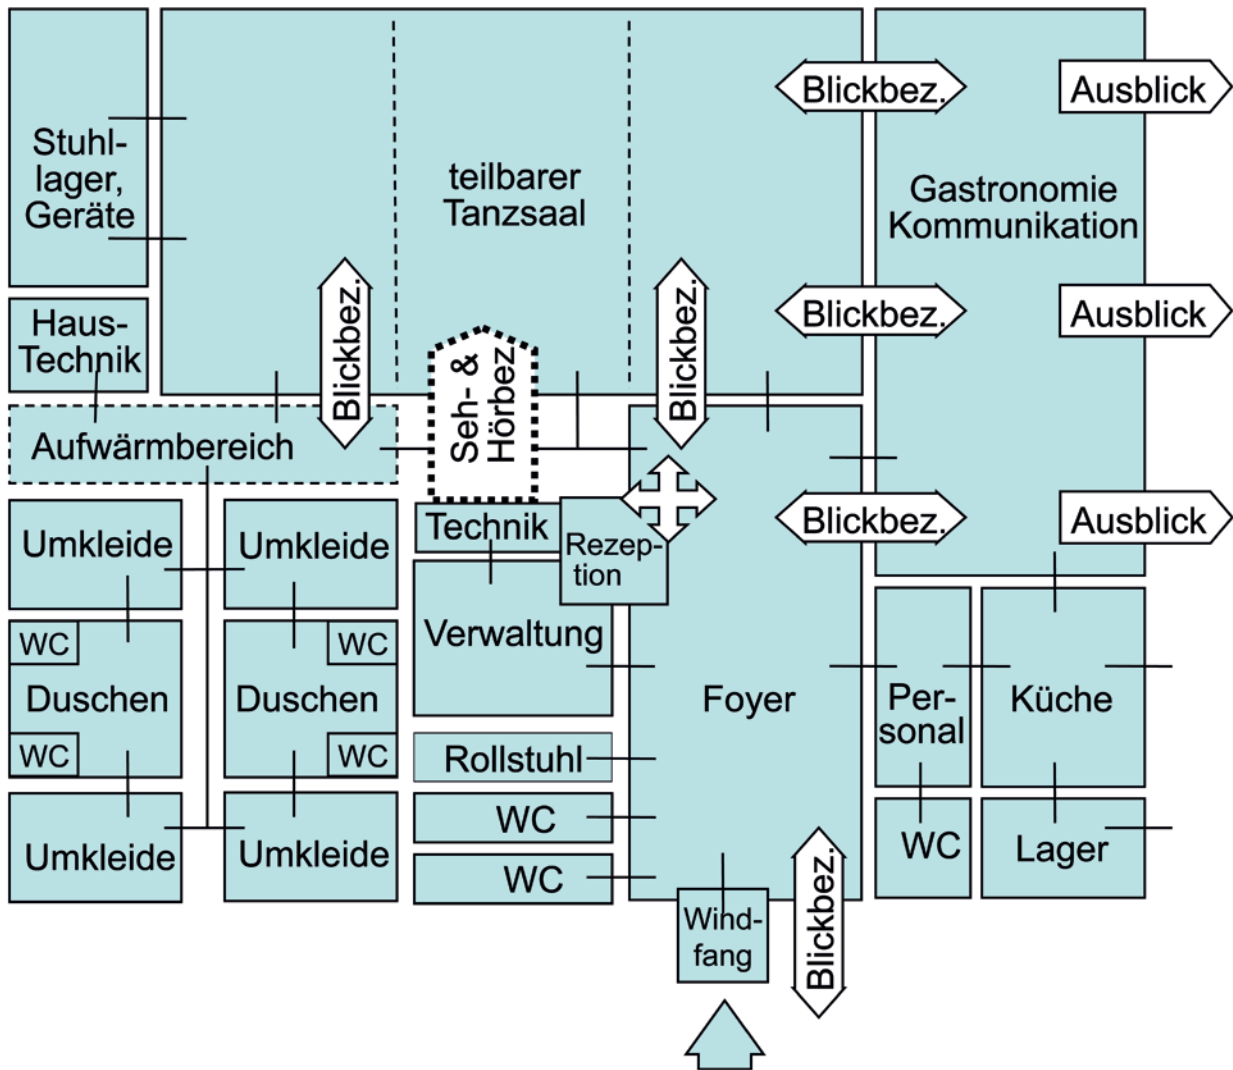 Stuhl-
lager,
Geräte
teilbarer
Tanzsaal
Blickbez.
Ausblick
Gastronomie
Kommunikation
Haus-
Technik
Blickbez.
Seh- &
Hörbez.
Blickbez.
Blickbez.
Ausblick
Aufwärmbereich
Umkleide
Umkleide
Technik
Rezep-
tion
Blickbez.
Ausblick
WC
WC
Duschen
Duschen
WC
WC
Verwaltung
Foyer
Per-
sonal
Küche
Rollstuhl
WC
WC
Umkleide
Umkleide
WC
Lager
Wind-
fang
Blickbez.